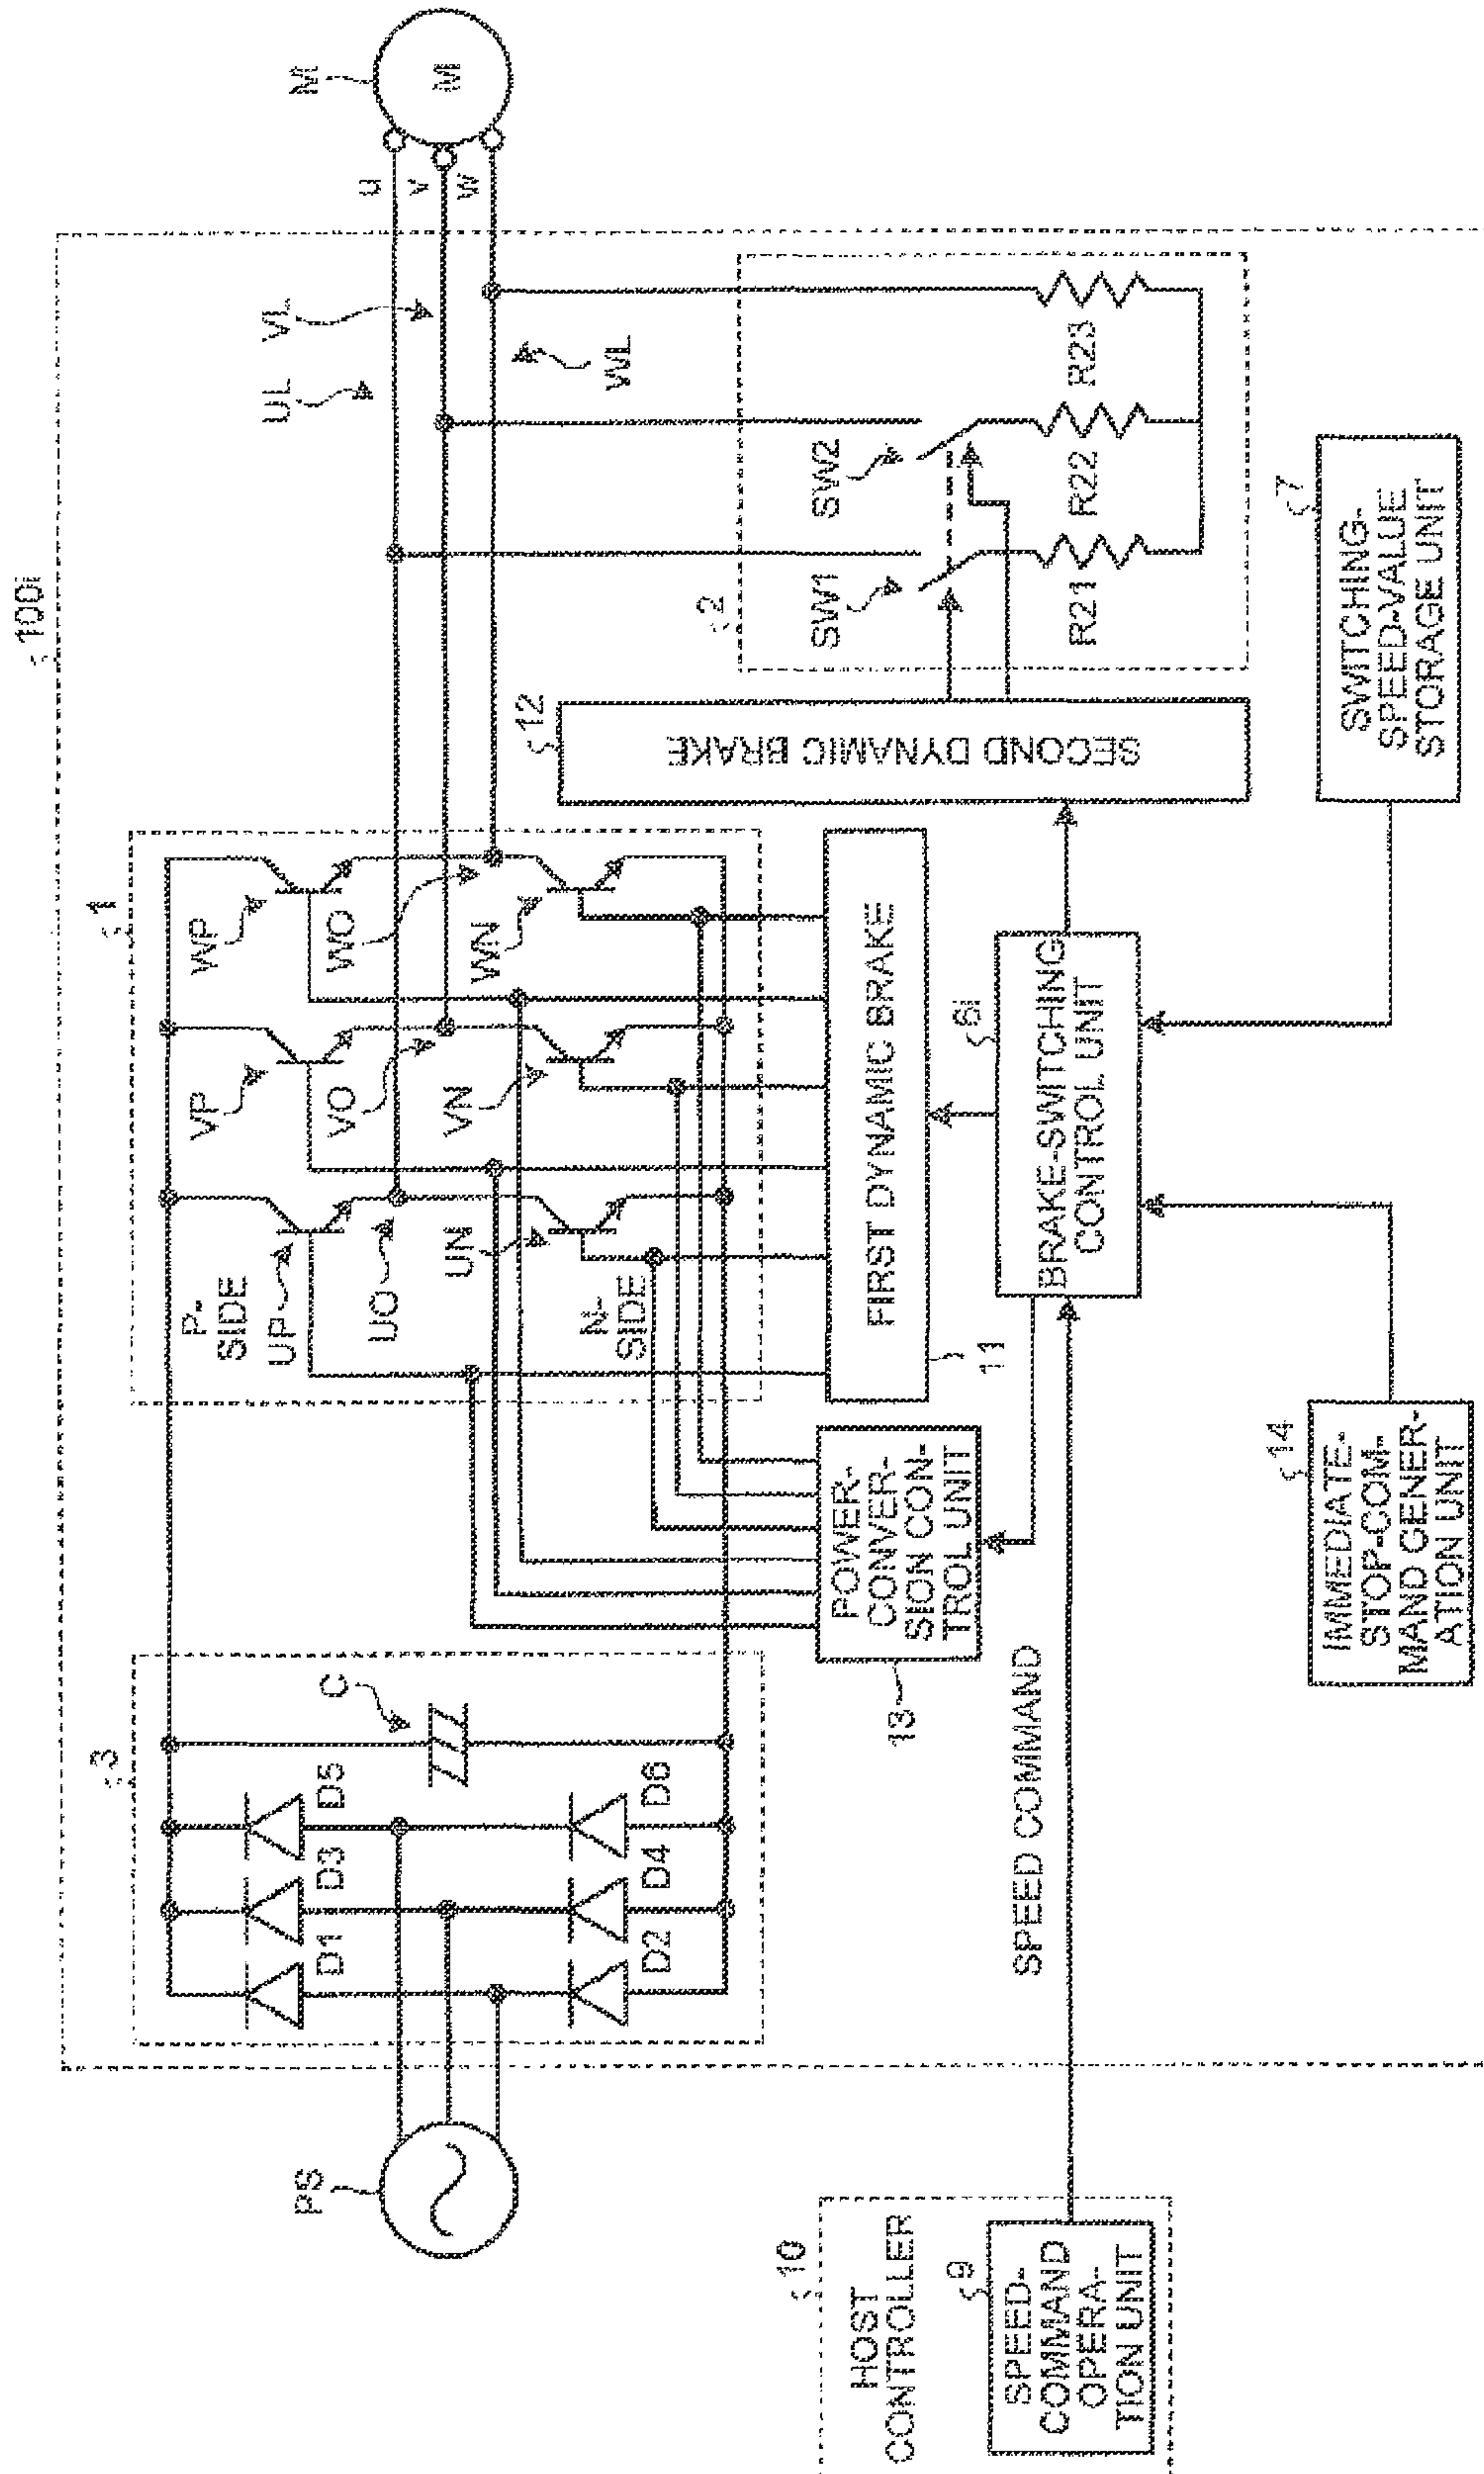 100i
PS
3
D1
D3
D5
D2
D4
D6
C
1
P-
SIDE
UP
VP
WP
UO
VO
WO
UN
VN
WN
N-
SIDE
UL
VL
WL
u
v
w
M
M
2
SW1
SW2
R21
R22
R23
12
SECOND DYNAMIC BRAKE
FIRST DYNAMIC BRAKE
11
POWER-
CONVER-
SION CON-
TROL UNIT
13
6i
BRAKE-SWITCHING
CONTROL UNIT
7
SWITCHING-
SPEED-VALUE
STORAGE UNIT
14
IMMEDIATE-
STOP-COM-
MAND GENER-
ATION UNIT
SPEED COMMAND
10
HOST
CONTROLLER
9
SPEED-
COMMAND
OPERA-
TION UNIT